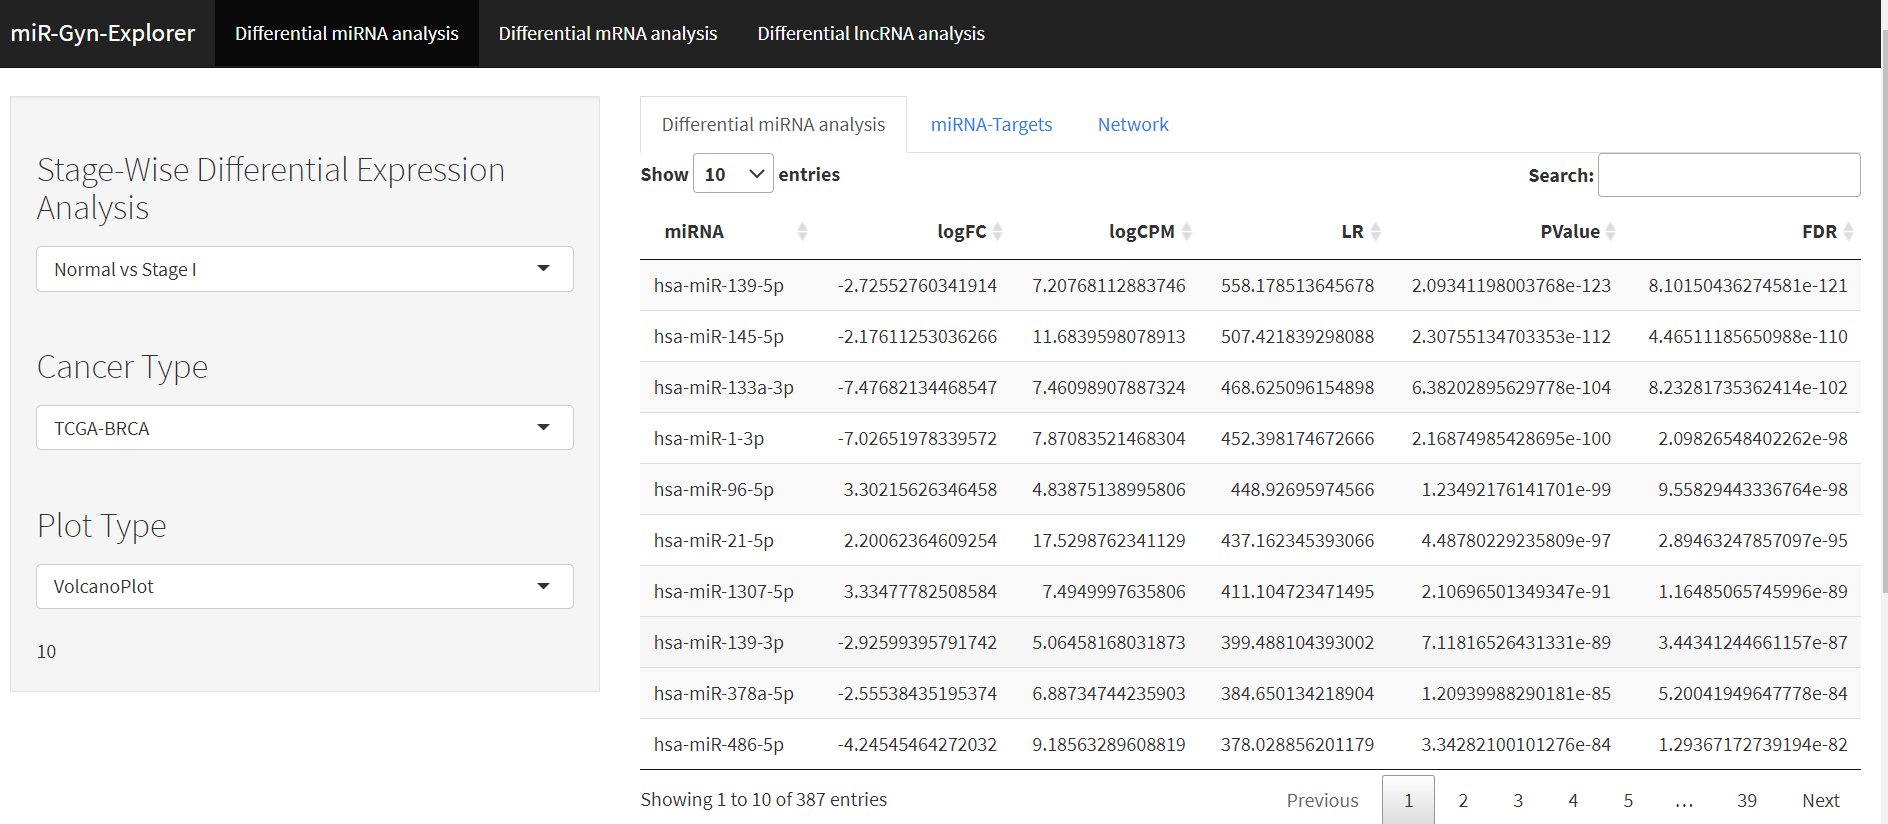 miR-Gyn-Explorer Differential miRNA analysis Differential mRNA analysis Differential lncRNA analysis
Stage-Wise Differential Expression
Analysis
Normal vs Stage I
Cancer Type
TCGA-BRCA
Plot Type
VolcanoPlot
10
Differential miRNA analysis miRNA-Targets Network
Show 10 entries Search:
miRNA logFC logCPM LR PValue FDR
hsa-miR-139-5p -2.72552760341914 7.20768112883746 558.178513645678 2.09341198003768e-123 8.10150436274581e-121
hsa-miR-145-5p -2.17611253036266 11.6839598078913 507.421839298088 2.30755134703353e-112 4.46511185650988e-110
hsa-miR-133a-3p -7.47682134468547 7.46098907887324 468.625096154898 6.38202895629778e-104 8.23281735362414e-102
hsa-miR-1-3p -7.02651978339572 7.87083521468304 452.398174672666 2.16874985428695e-100 2.09826548402262e-98
hsa-miR-96-5p 3.30215626346458 4.83875138995806 448.92695974566 1.23492176141701e-99 9.55829443336764e-98
hsa-miR-21-5p 2.20062364609254 17.5298762341129 437.162345393066 4.48780229235809e-97 2.89463247857097e-95
hsa-miR-1307-5p 3.33477782508584 7.4949997635806 411.104723471495 2.10696501349347e-91 1.16485065745996e-89
hsa-miR-139-3p -2.92599395791742 5.06458168031873 399.488104393002 7.11816526431331e-89 3.44341244661157e-87
hsa-miR-378a-5p -2.55538435195374 6.88734744235903 384.650134218904 1.20939988290181e-85 5.20041949647778e-84
hsa-miR-486-5p -4.24545464272032 9.18563289608819 378.028856201179 3.34282100101276e-84 1.29367172739194e-82
Showing 1 to 10 of 387 entries Previous 1 2 3 4 5 … 39 Next